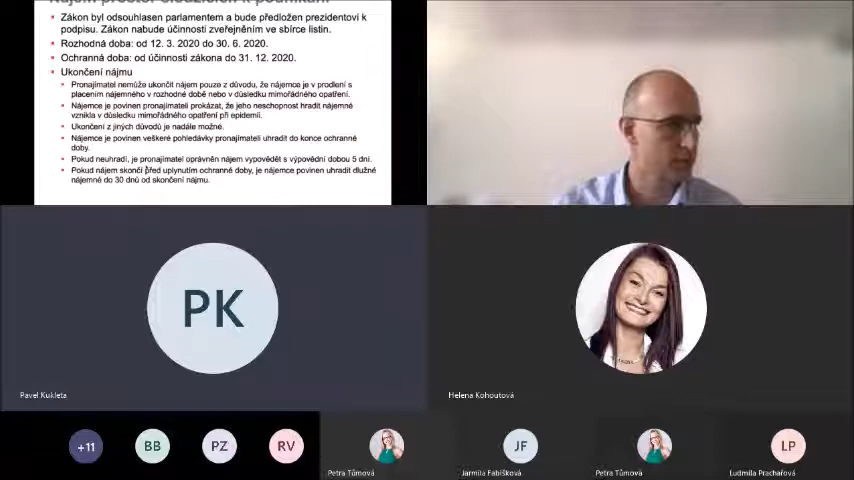 Nájem prostor sloužících k podnikání
Zákon byl odsouhlasen parlamentem a bude předložen prezidentovi k
podpisu. Zákon nabude účinnosti zveřejněním ve sbírce listin.
Rozhodná doba: od 12. 3. 2020 do 30. 6. 2020.
Ochranná doba: od účinnosti zákona do 31. 12. 2020.
Ukončení nájmu
Pronajímatel nemůže ukončit nájem pouze z důvodu, že nájemce je v prodlení s
placením nájemného v rozhodné době nebo v důsledku mimořádného opatření.
Nájemce je povinen pronajímateli prokázat, že jeho neschopnost hradit nájemné
vznikla v důsledku mimořádného opatření při epidemii.
Ukončení z jiných důvodů je nadále možné.
Nájemce je povinen veškeré pohledávky pronajímateli uhradit do konce ochranné
doby.
Pokud neuhradí, je pronajímatel oprávněn nájem vypovědět s výpovědní dobou 5 dní.
Pokud nájem skončí před uplynutím ochranné doby, je nájemce povinen uhradit dlužné
nájemné do 30 dnů od skončení nájmu.
PK
Pavel Kukleta
Helena Kohoutová
+11
BB
PZ
RV
Petra Tůmová
JF
Jarmila Fabišková
Petra Tůmová
LP
Ludmila Prachařová